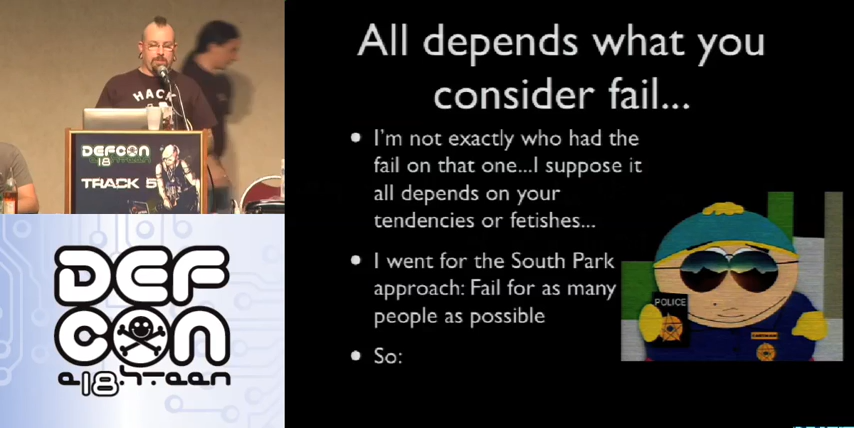 All depends what you
consider fail...
• I'm not exactly who had the
fail on that one...I suppose it
all depends on your
tendencies or fetishes...
• I went for the South Park
approach: Fail for as many
people as possible
• So:
POLICE
HACK
DEFCON
18
TRACK 5
DEF
CON
e18hteen